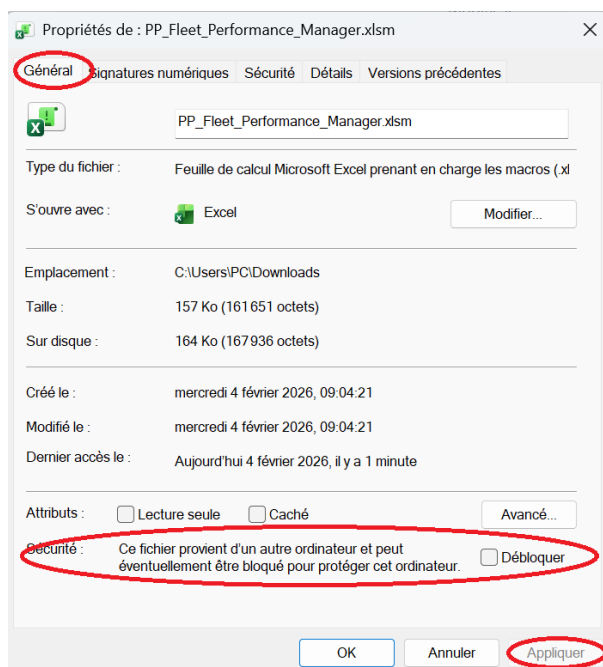 Propriétés de : PP_Fleet_Performance_Manager.xlsm
Général Signatures numériques Sécurité Détails Versions précédentes
PP_Fleet_Performance_Manager.xlsm
Type du fichier : Feuille de calcul Microsoft Excel prenant en charge les macros (.xl
S'ouvre avec : Excel Modifier...
Emplacement : C:\Users\PC\Downloads
Taille : 157 Ko (161 651 octets)
Sur disque : 164 Ko (167 936 octets)
Créé le : mercredi 4 février 2026, 09:04:21
Modifié le : mercredi 4 février 2026, 09:04:21
Dernier accès le : Aujourd'hui 4 février 2026, il y a 1 minute
Attributs : Lecture seule Caché Avancé...
Sécurité : Ce fichier provient d'un autre ordinateur et peut
éventuellement être bloqué pour protéger cet ordinateur. Débloquer
OK Annuler Appliquer